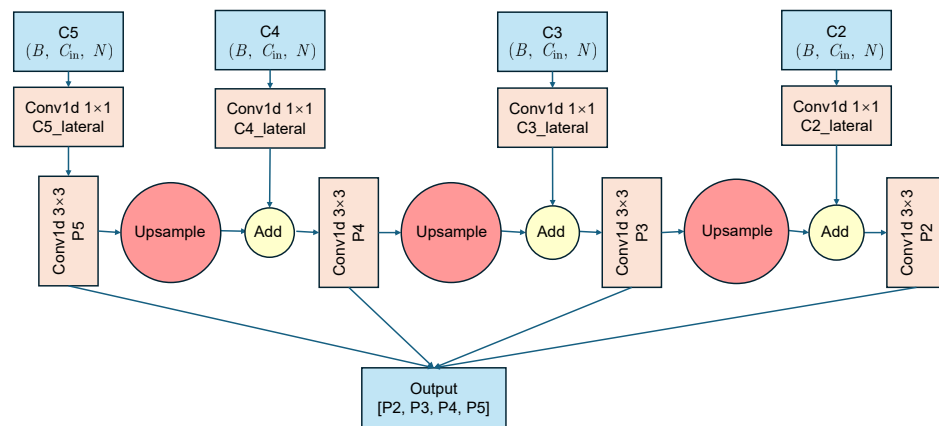 C5
(B, C_in, N)
C4
(B, C_in, N)
C3
(B, C_in, N)
C2
(B, C_in, N)
Conv1d 1×1
C5_lateral
Conv1d 1×1
C4_lateral
Conv1d 1×1
C3_lateral
Conv1d 1×1
C2_lateral
Conv1d 3×3
P5
Upsample
Add
Conv1d 3×3
P4
Upsample
Add
Conv1d 3×3
P3
Upsample
Add
Conv1d 3×3
P2
Output
[P2, P3, P4, P5]